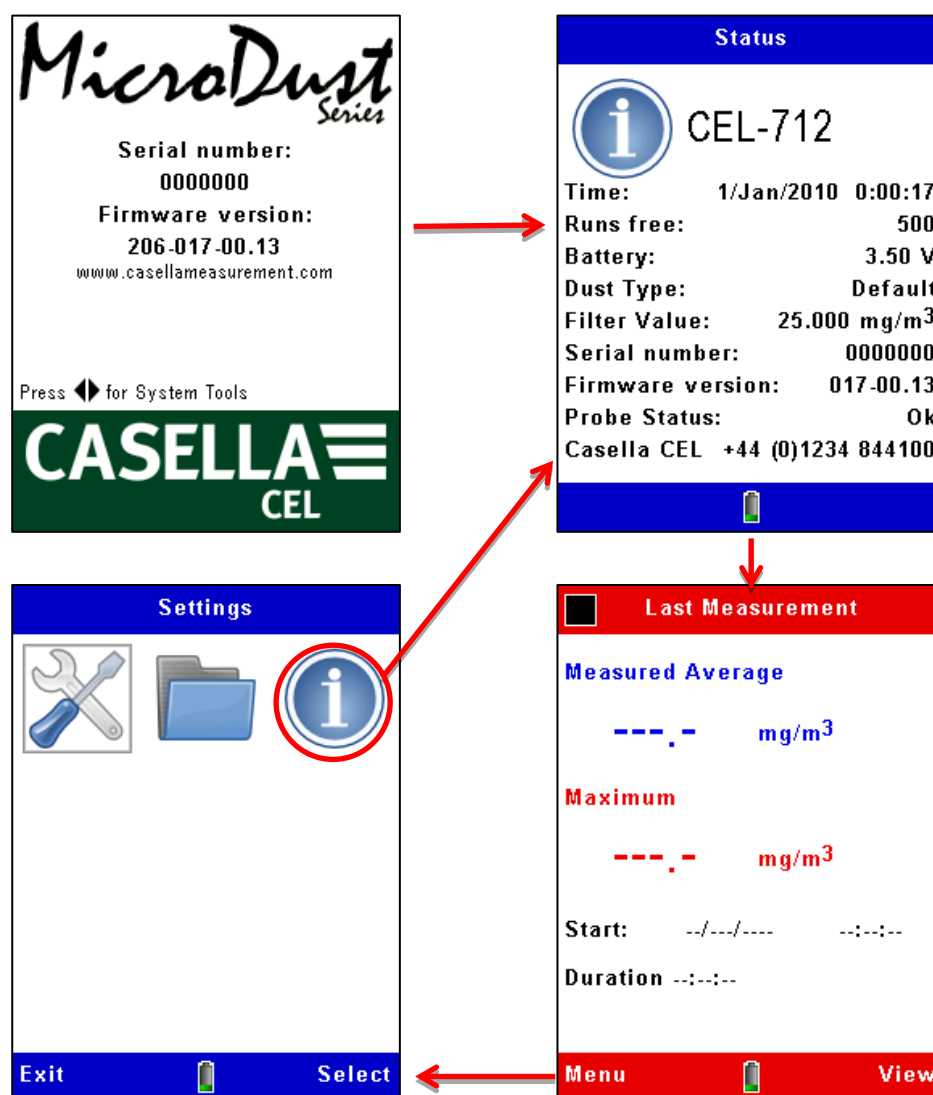 MicroDust
Series
Serial number:
0000000
Firmware version:
206-017-00.13
www.casellameasurement.com
Press for System Tools
CASELLA
CEL
Status
CEL-712
Time: 1/Jan/2010 0:00:17
Runs free: 500
Battery: 3.50 V
Dust Type: Default
Filter Value: 25.000 mg/m³
Serial number: 0000000
Firmware version: 017-00.13
Probe Status: Ok
Casella CEL +44 (0)1234 844100
Settings
Exit Select
Last Measurement
Measured Average
---.- mg/m³
Maximum
---.- mg/m³
Start: --/---/---- --:--:--
Duration --:--:--
Menu View